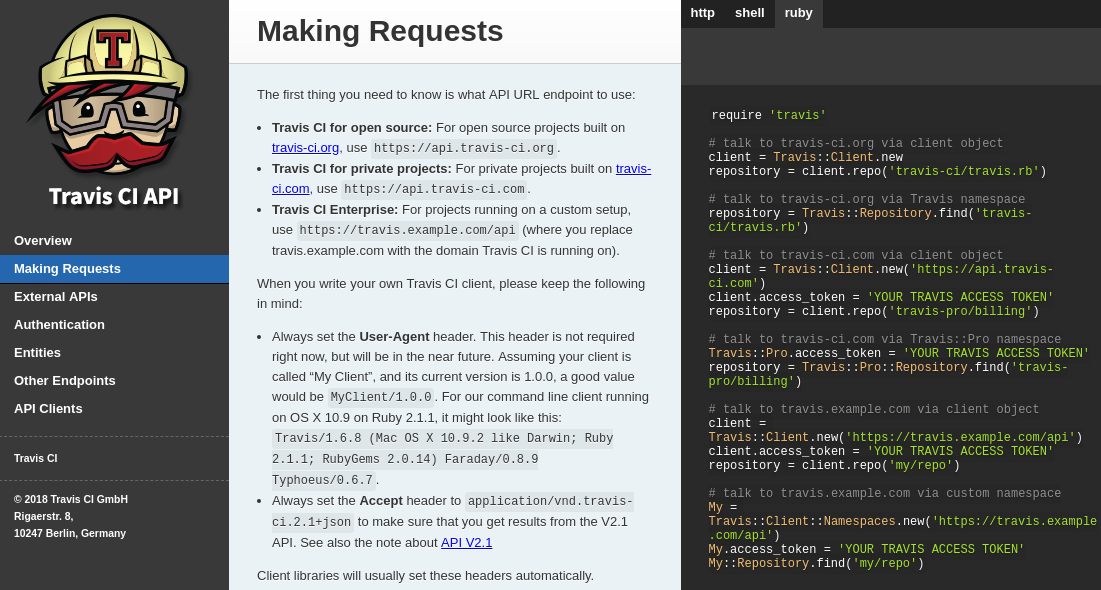 T
Travis CI API
Overview
Making Requests
External APIs
Authentication
Entities
Other Endpoints
API Clients
Travis CI
© 2018 Travis CI GmbH
Rigaerstr. 8,
10247 Berlin, Germany
Making Requests
The first thing you need to know is what API URL endpoint to use:
• Travis CI for open source: For open source projects built on
travis-ci.org, use https://api.travis-ci.org.
• Travis CI for private projects: For private projects built on travis-
ci.com, use https://api.travis-ci.com.
• Travis CI Enterprise: For projects running on a custom setup,
use https://travis.example.com/api (where you replace
travis.example.com with the domain Travis CI is running on).
When you write your own Travis CI client, please keep the following
in mind:
• Always set the User-Agent header. This header is not required
right now, but will be in the near future. Assuming your client is
called “My Client”, and its current version is 1.0.0, a good value
would be MyClient/1.0.0. For our command line client running
on OS X 10.9 on Ruby 2.1.1, it might look like this:
Travis/1.6.8 (Mac OS X 10.9.2 like Darwin; Ruby
2.1.1; RubyGems 2.0.14) Faraday/0.8.9
Typhoeus/0.6.7.
• Always set the Accept header to application/vnd.travis-
ci.2.1+json to make sure that you get results from the V2.1
API. See also the note about API V2.1
Client libraries will usually set these headers automatically.
http shell ruby
require 'travis'
# talk to travis-ci.org via client object
client = Travis::Client.new
repository = client.repo('travis-ci/travis.rb')
# talk to travis-ci.org via Travis namespace
repository = Travis::Repository.find('travis-
ci/travis.rb')
# talk to travis-ci.com via client object
client = Travis::Client.new('https://api.travis-
ci.com')
client.access_token = 'YOUR TRAVIS ACCESS TOKEN'
repository = client.repo('travis-pro/billing')
# talk to travis-ci.com via Travis::Pro namespace
Travis::Pro.access_token = 'YOUR TRAVIS ACCESS TOKEN'
repository = Travis::Pro::Repository.find('travis-
pro/billing')
# talk to travis.example.com via client object
client =
Travis::Client.new('https://travis.example.com/api')
client.access_token = 'YOUR TRAVIS ACCESS TOKEN'
repository = client.repo('my/repo')
# talk to travis.example.com via custom namespace
My =
Travis::Client::Namespaces.new('https://travis.example
.com/api')
My.access_token = 'YOUR TRAVIS ACCESS TOKEN'
My::Repository.find('my/repo')